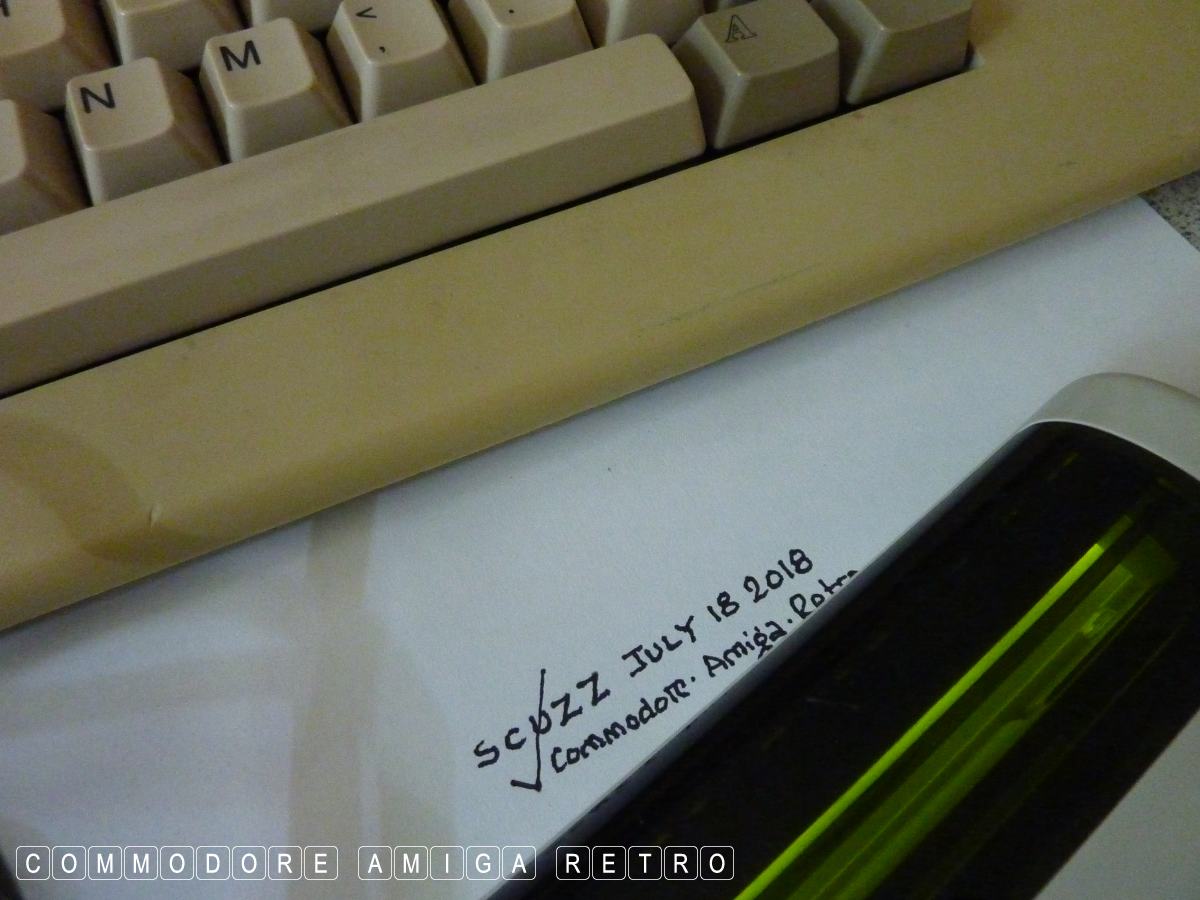 M
N
<
,
.
A
SCUZZ JULY 18 2018
Commodore. Amiga. Retro
COMMODORE AMIGA RETRO